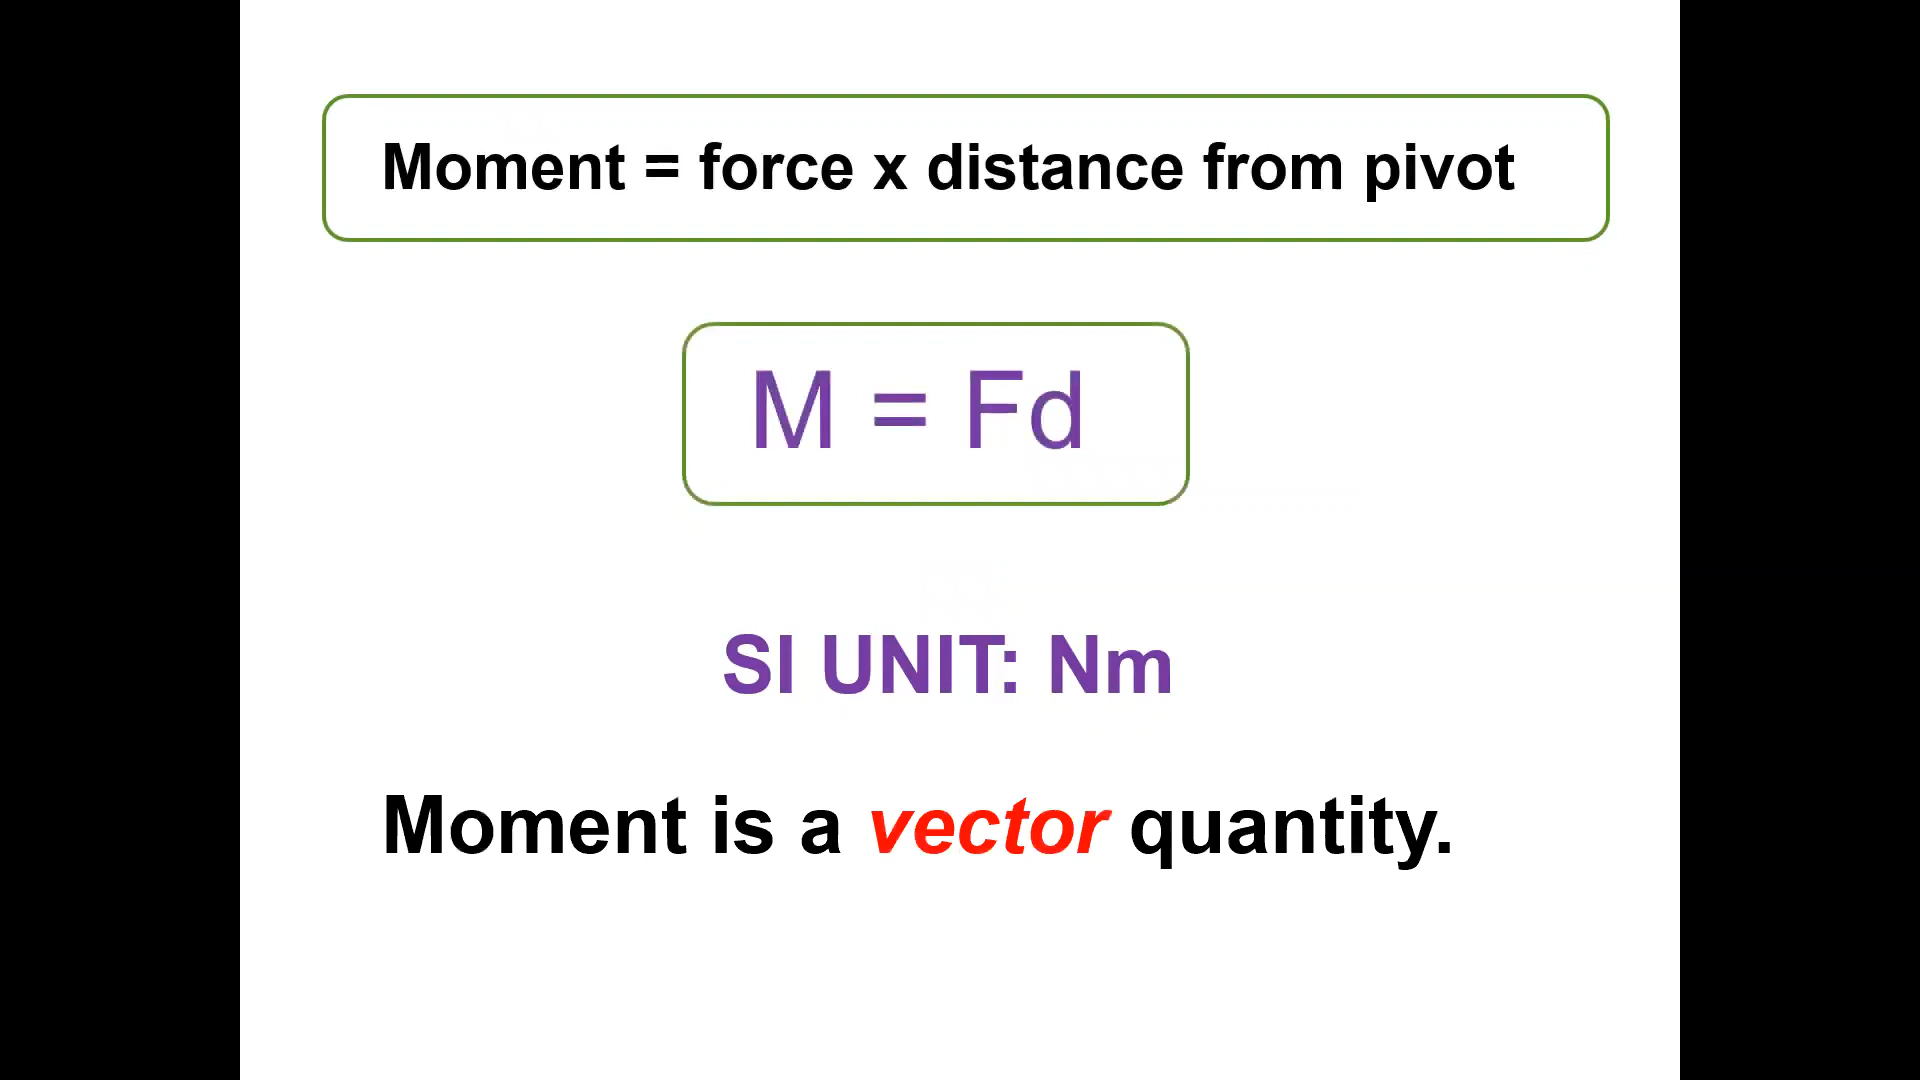 Moment = force x distance from pivot
M = Fd
SI UNIT: Nm
Moment is a vector quantity.